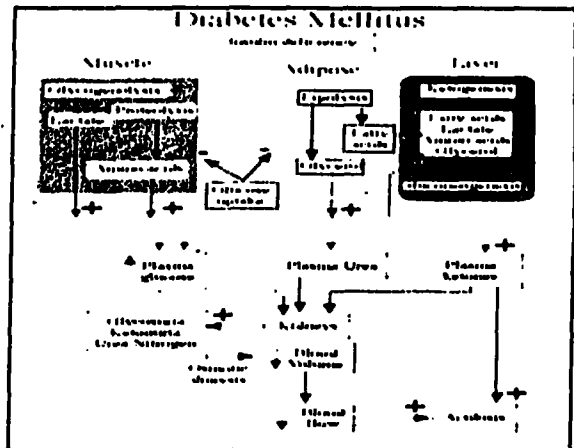 Diabetes Mellitus
Insulin deficiency
Muscle
Adipose
Liver
Glycogenolysis
Proteolysis
Lactate
Amino acids
Lipolysis
Fatty
acids
Glycerol
Glucose
uptake
Ketogenesis
Fatty acids
Lactate
Amino acids
Glycerol
Gluconeogenesis
Plasma
glucose
Plasma Urea
Plasma
Ketones
Glycosuria
Ketonuria
Urea Nitrogen
Kidneys
Osmotic
diuresis
Blood
Volume
Blood
Flow
Acidosis